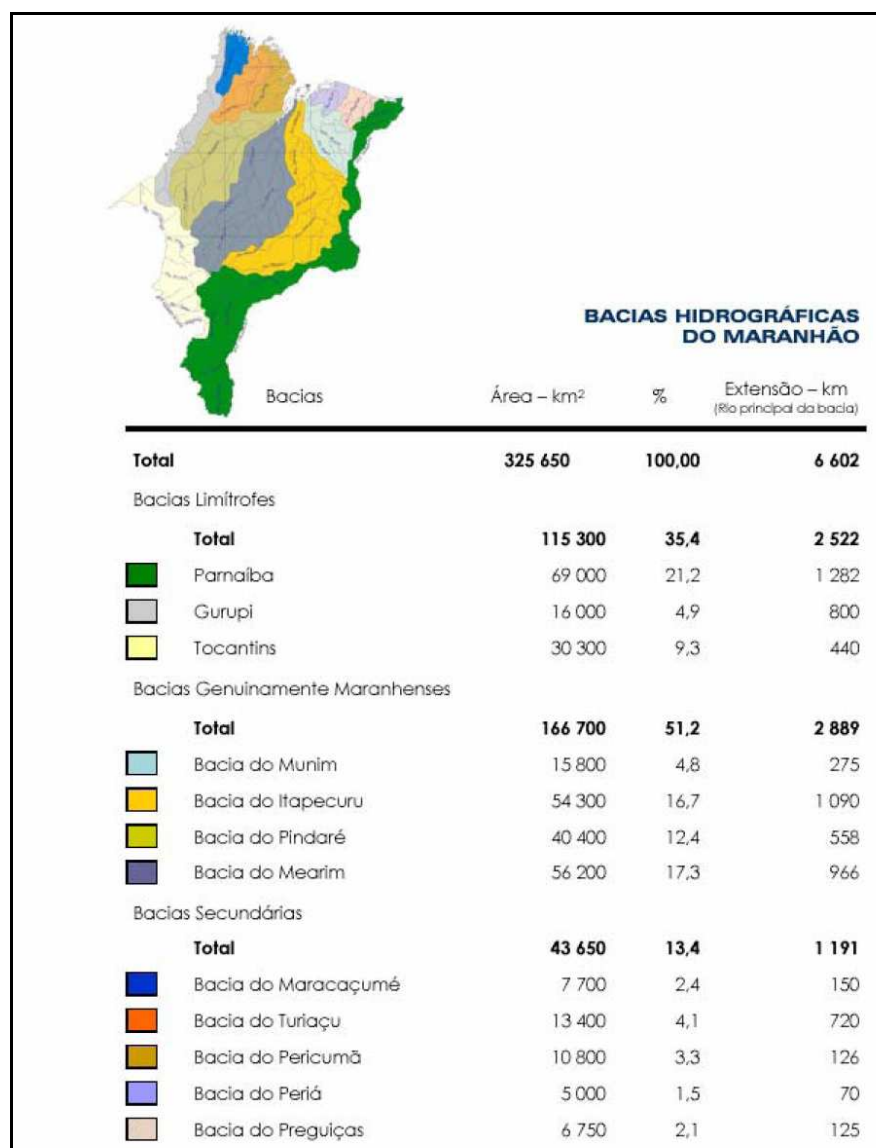 BACIAS HIDROGRÁFICAS
DO MARANHÃO
Bacias Área – km² % Extensão – km
(Rio principal da bacia)
Total 325 650 100,00 6 602
Bacias Limítrofes
Total 115 300 35,4 2 522
Parnaíba 69 000 21,2 1 282
Gurupi 16 000 4,9 800
Tocantins 30 300 9,3 440
Bacias Genuinamente Maranhenses
Total 166 700 51,2 2 889
Bacia do Munim 15 800 4,8 275
Bacia do Itapecuru 54 300 16,7 1 090
Bacia do Pindaré 40 400 12,4 558
Bacia do Mearim 56 200 17,3 966
Bacias Secundárias
Total 43 650 13,4 1 191
Bacia do Maracaçumé 7 700 2,4 150
Bacia do Turiaçu 13 400 4,1 720
Bacia do Pericumã 10 800 3,3 126
Bacia do Periá 5 000 1,5 70
Bacia do Preguiças 6 750 2,1 125